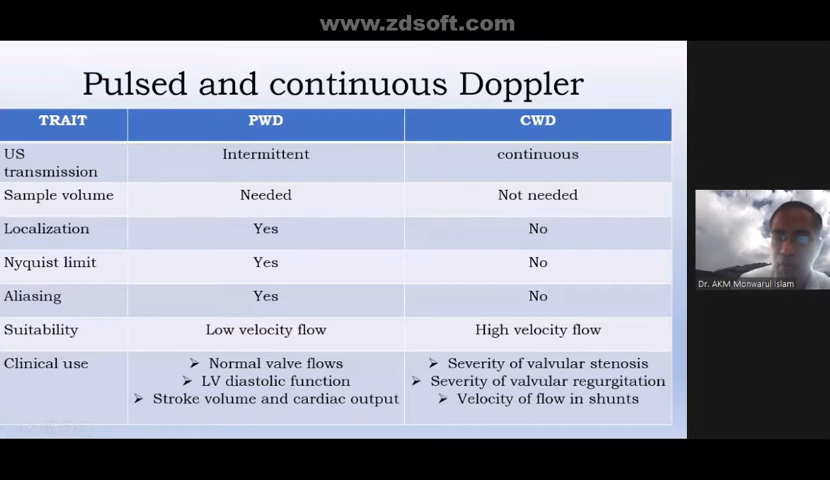 www.zdsoft.com
Pulsed and continuous Doppler
TRAIT PWD CWD
US transmission Intermittent continuous
Sample volume Needed Not needed
Localization Yes No
Nyquist limit Yes No
Aliasing Yes No
Suitability Low velocity flow High velocity flow
Clinical use ➢ Normal valve flows ➢ Severity of valvular stenosis
➢ LV diastolic function ➢ Severity of valvular regurgitation
➢ Stroke volume and cardiac output ➢ Velocity of flow in shunts
Dr. AKM Monwarul Islam